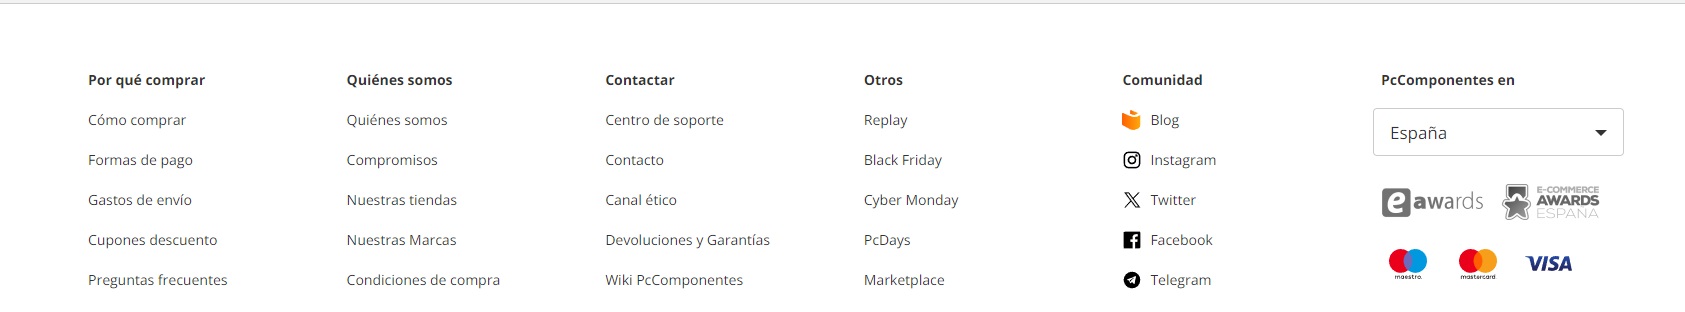 Por qué comprar
Cómo comprar
Formas de pago
Gastos de envío
Cupones descuento
Preguntas frecuentes
Quiénes somos
Quiénes somos
Compromisos
Nuestras tiendas
Nuestras Marcas
Condiciones de compra
Contactar
Centro de soporte
Contacto
Canal ético
Devoluciones y Garantías
Wiki PcComponentes
Otros
Replay
Black Friday
Cyber Monday
PcDays
Marketplace
Comunidad
Blog
Instagram
Twitter
Facebook
Telegram
PcComponentes en
España
e awards
E-COMMERCE
AWARDS
ESPAÑA
maestro.
mastercard
VISA